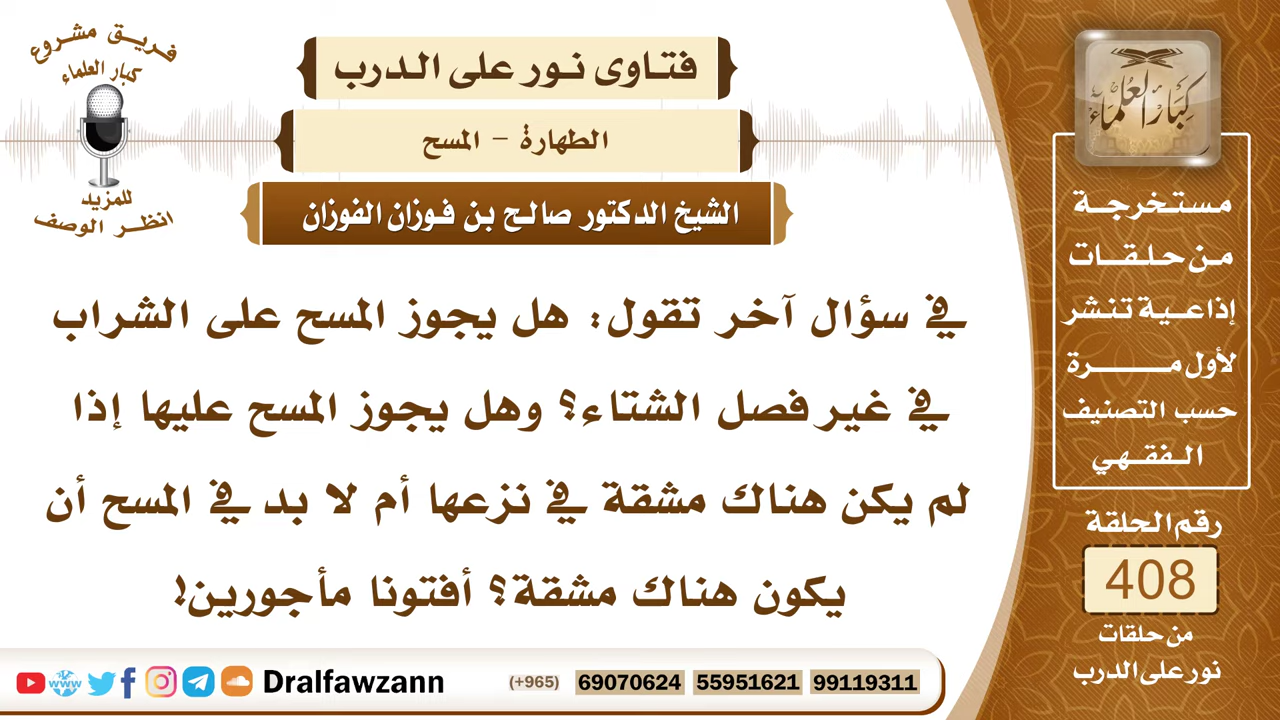 فريق مشروع
كبار العلماء
للمزيد
انظر الوصف
فتاوى نور على الدرب
الطهارة - المسح
الشيخ الدكتور صالح بن فوزان الفوزان
في سؤال آخر تقول: هل يجوز المسح على الشراب
في غير فصل الشتاء؟ وهل يجوز المسح عليها إذا
لم يكن هناك مشقة في نزعها أم لا بد في المسح أن
يكون هناك مشقة؟ أفتونا مأجورين!
كبار العلماء
مستخرجة
من حلقات
إذاعية تنشر
لأول مرة
حسب التصنيف
الفقهي
رقم الحلقة
408
من حلقات
نور على الدرب
www
Dralfawzann
(+965) 69070624 55951621 99119311